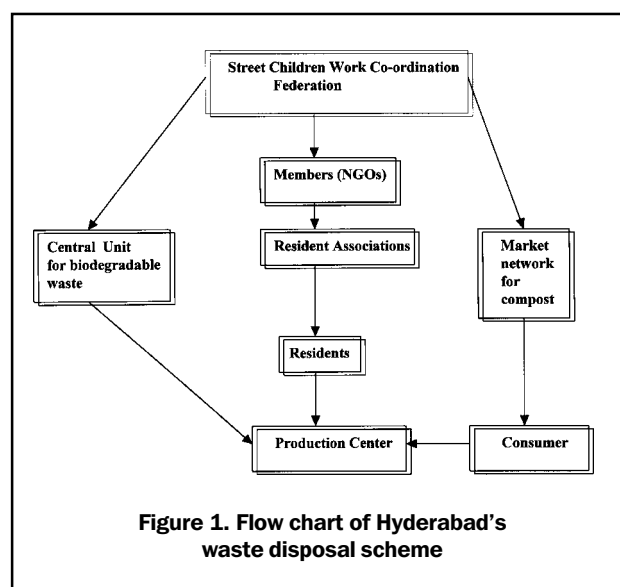 Street Children Work Co-ordination
Federation
Members (NGOs)
Central Unit
for biodegradable
waste
Resident Associations
Market
network
for
compost
Residents
Production Center
Consumer
Figure 1. Flow chart of Hyderabad's
waste disposal scheme